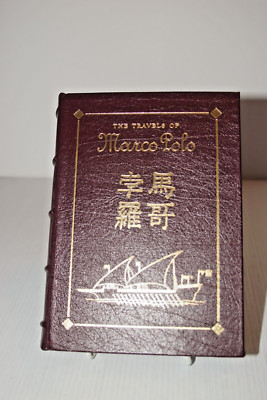 THE TRAVELS OF
Marco Polo
馬哥
孛羅